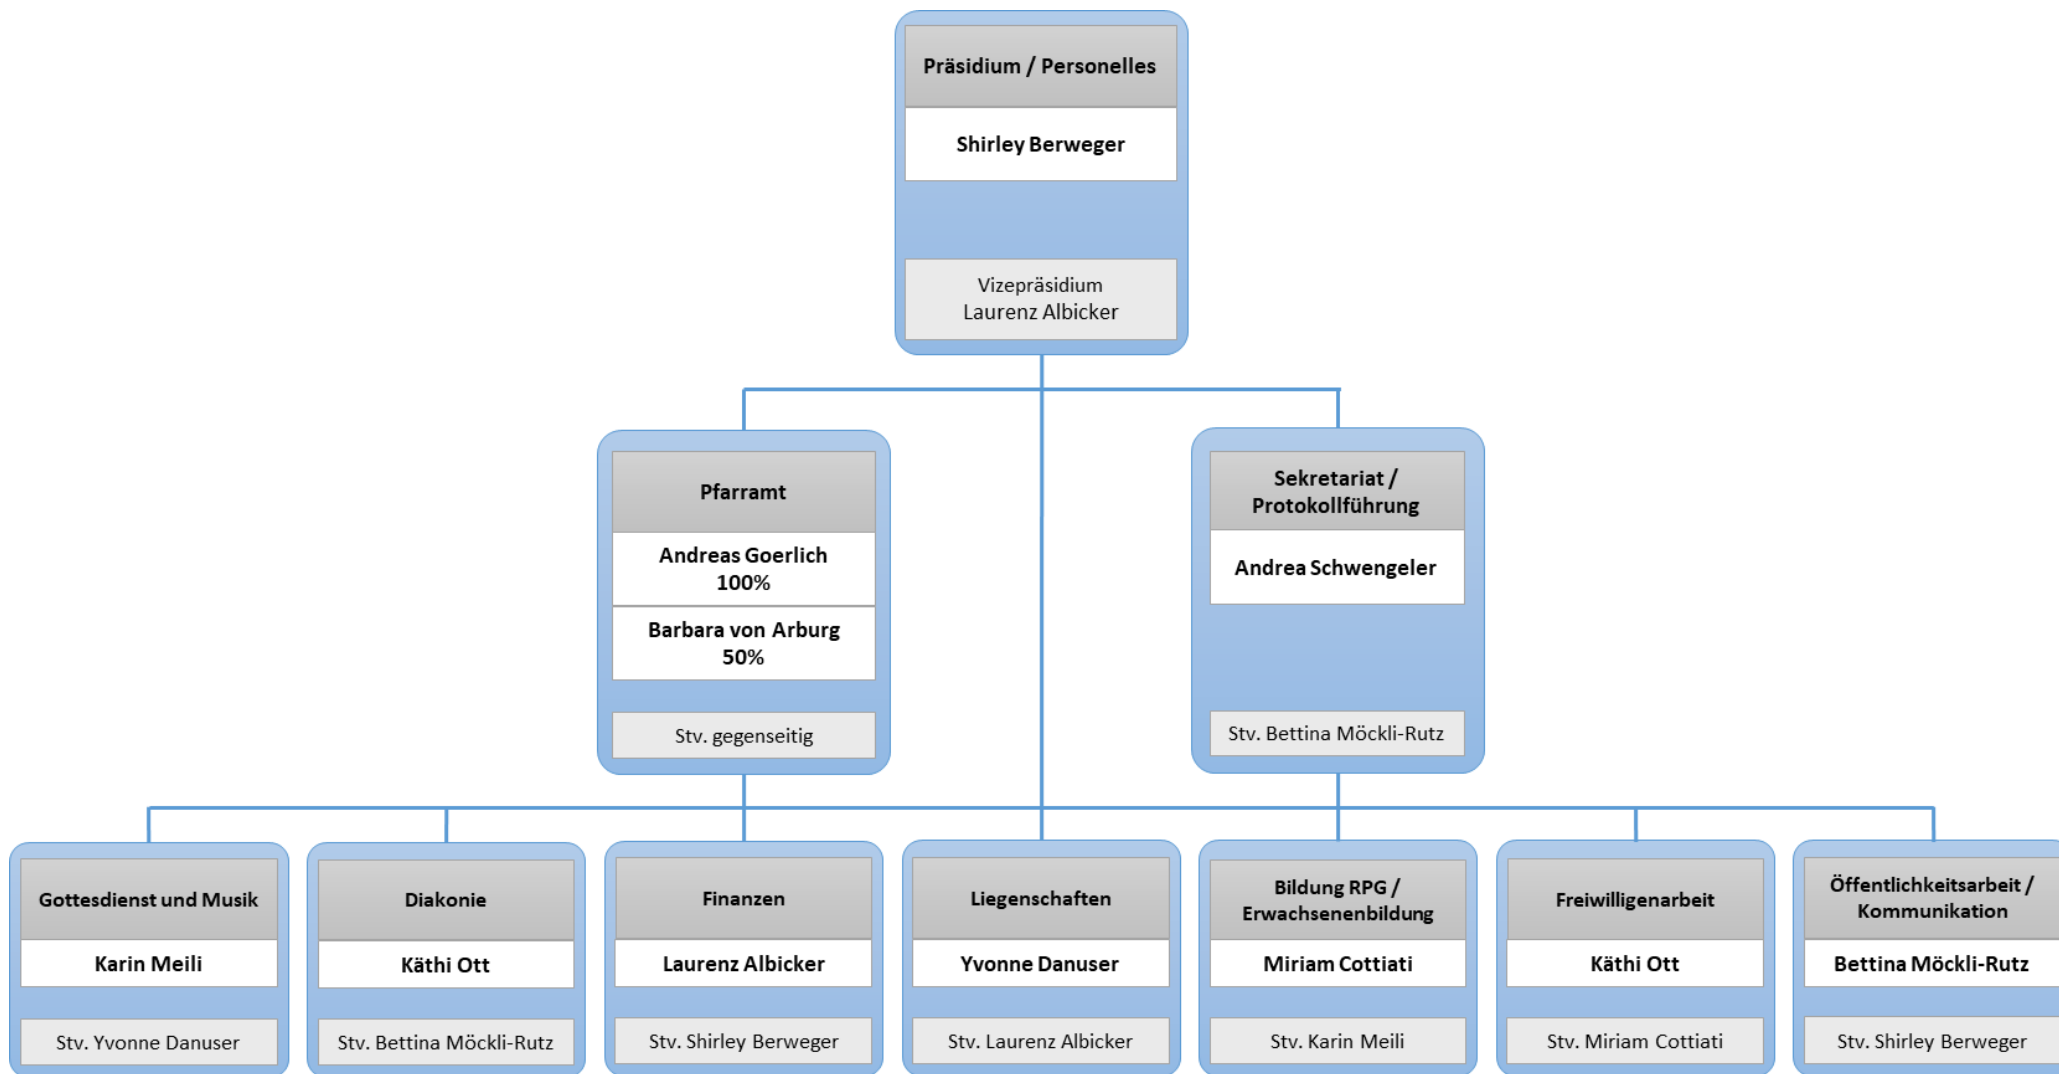 Präsidium / Personelles
Shirley Berweger
Vizepräsidium
Laurenz Albicker
Pfarramt
Andreas Goerlich
100%
Barbara von Arburg
50%
Stv. gegenseitig
Sekretariat /
Protokollführung
Andrea Schwengeler
Stv. Bettina Möckli-Rutz
Gottesdienst und Musik
Karin Meili
Stv. Yvonne Danuser
Diakonie
Käthi Ott
Stv. Bettina Möckli-Rutz
Finanzen
Laurenz Albicker
Stv. Shirley Berweger
Liegenschaften
Yvonne Danuser
Stv. Laurenz Albicker
Bildung RPG /
Erwachsenenbildung
Miriam Cottiati
Stv. Karin Meili
Freiwilligenarbeit
Käthi Ott
Stv. Miriam Cottiati
Öffentlichkeitsarbeit /
Kommunikation
Bettina Möckli-Rutz
Stv. Shirley Berweger